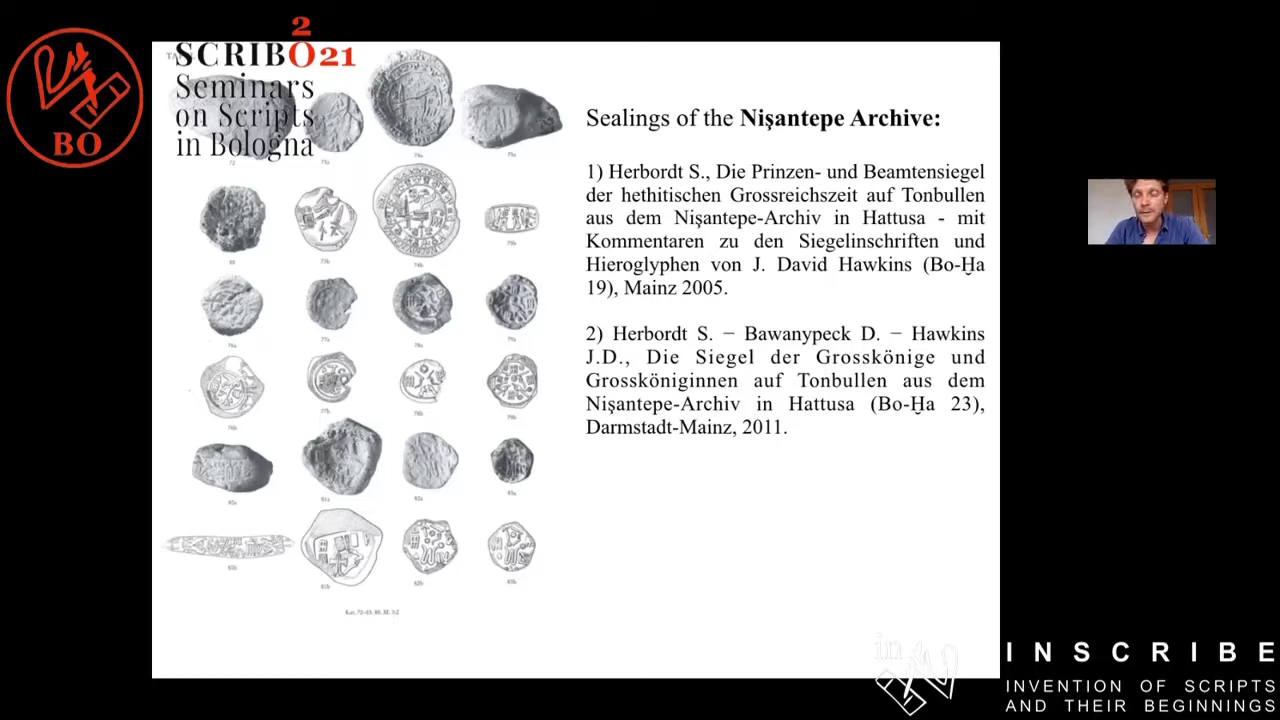 2
SCRIBO21
Seminars
on Scripts
in Bologna
BO
Sealings of the Nişantepe Archive:
1) Herbordt S., Die Prinzen- und Beamtensiegel
der hethitischen Grossreichszeit auf Tonbullen
aus dem Nişantepe-Archiv in Hattusa - mit
Kommentaren zu den Siegelinschriften und
Hieroglyphen von J. David Hawkins (Bo-Ḫa
19), Mainz 2005.
2) Herbordt S. − Bawanypeck D. − Hawkins
J.D., Die Siegel der Grosskönige und
Grossköniginnen auf Tonbullen aus dem
Nişantepe-Archiv in Hattusa (Bo-Ḫa 23),
Darmstadt-Mainz, 2011.
in
INSCRIBE
INVENTION OF SCRIPTS
AND THEIR BEGINNINGS